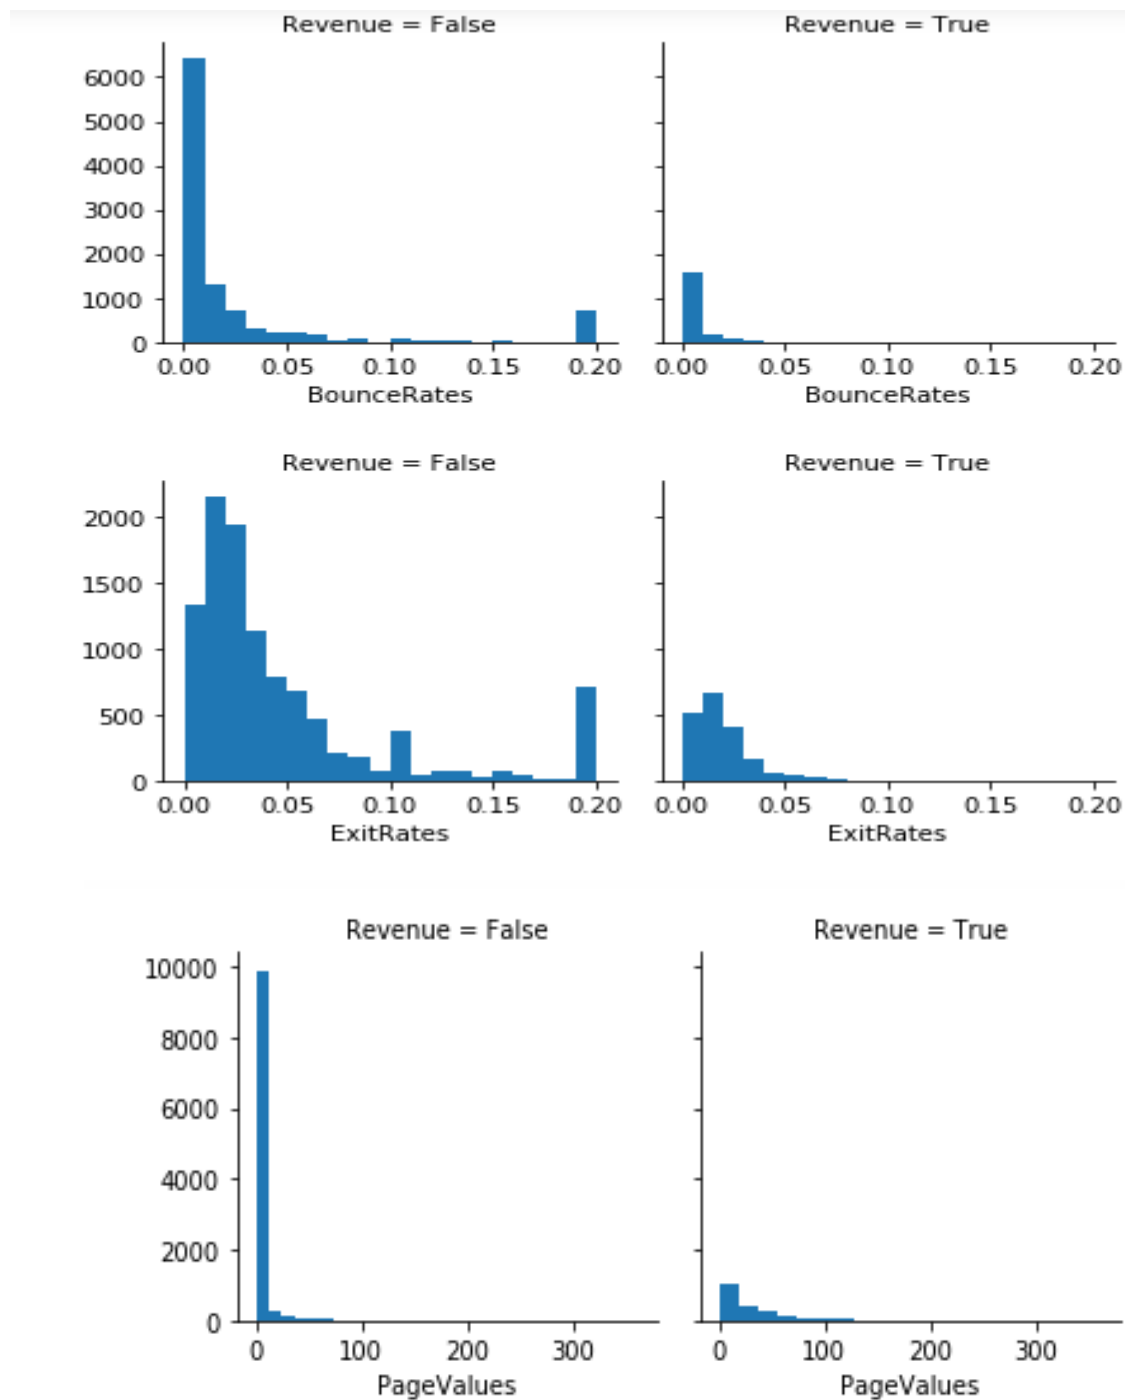 Revenue = False Revenue = True
6000
5000
4000
3000
2000
1000
0
0.00 0.05 0.10 0.15 0.20 0.00 0.05 0.10 0.15 0.20
BounceRates BounceRates
Revenue = False Revenue = True
2000
1500
1000
500
0
0.00 0.05 0.10 0.15 0.20 0.00 0.05 0.10 0.15 0.20
ExitRates ExitRates
Revenue = False Revenue = True
10000
8000
6000
4000
2000
0
0 100 200 300 0 100 200 300
PageValues PageValues